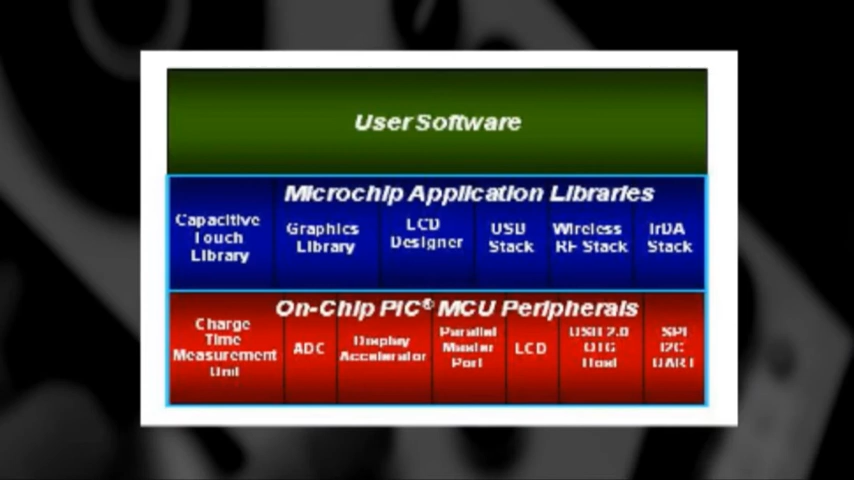 User Software
Microchip Application Libraries
Capacitive
Touch
Library
Graphics
Library
LCD
Designer
USB
Stack
Wireless
RF Stack
IrDA
Stack
On-Chip PIC® MCU Peripherals
Charge
Time
Measurement
Unit
ADC
Display
Accelerator
Parallel
Master
Port
LCD
USB 2.0
OTG
Host
SPI
I2C
UART